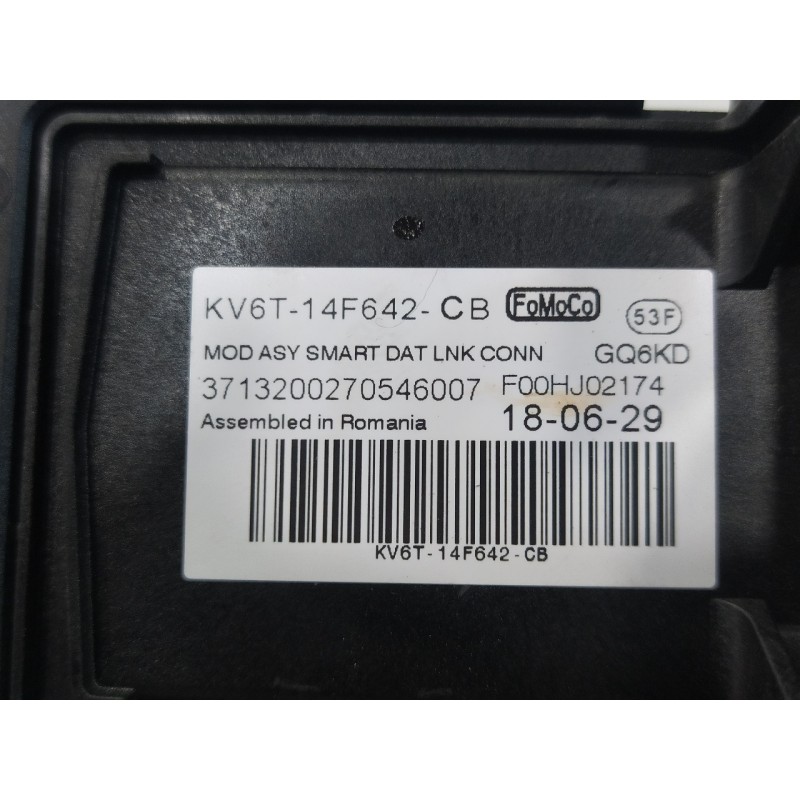 KV6T-14F642-CB FoMoCo 53F
MOD ASY SMART DAT LNK CONN GQ6KD
3713200270546007 F00HJ02174
Assembled in Romania 18-06-29
KV6T-14F642-CB